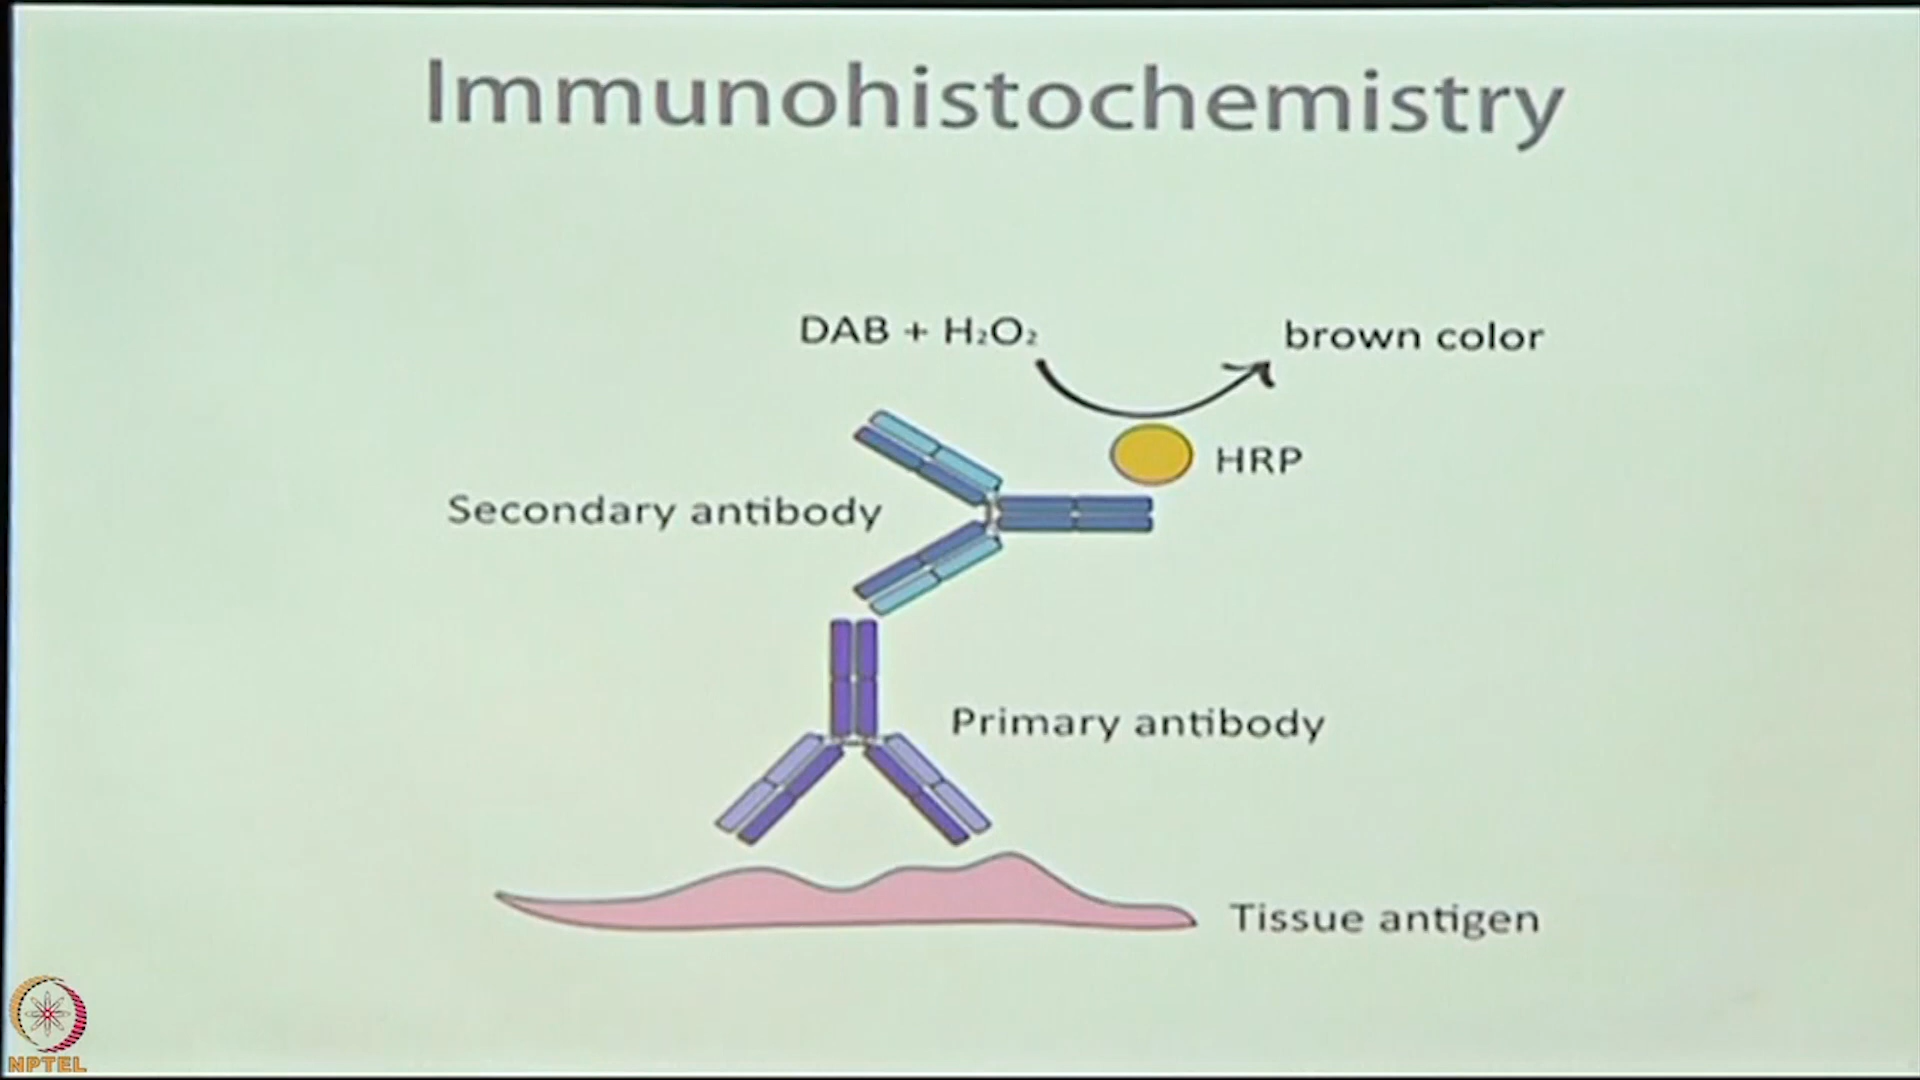 Immunohistochemistry
DAB + H₂O₂
brown color
HRP
Secondary antibody
Primary antibody
Tissue antigen
NPTEL